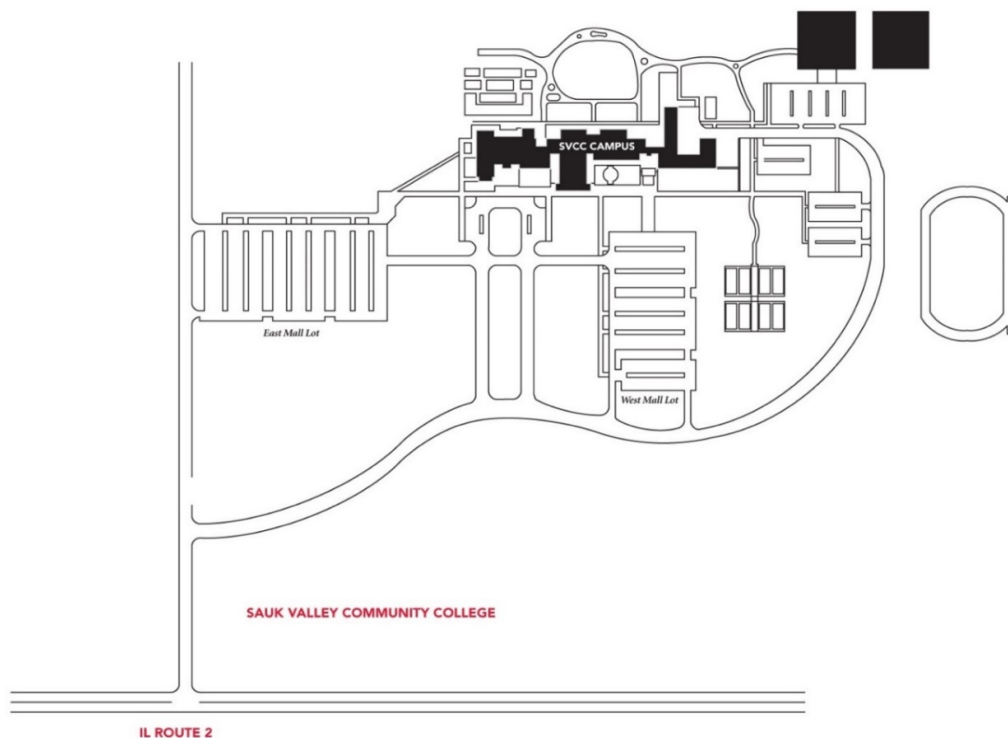 SVCC CAMPUS
East Mall Lot
West Mall Lot
SAUK VALLEY COMMUNITY COLLEGE
IL ROUTE 2